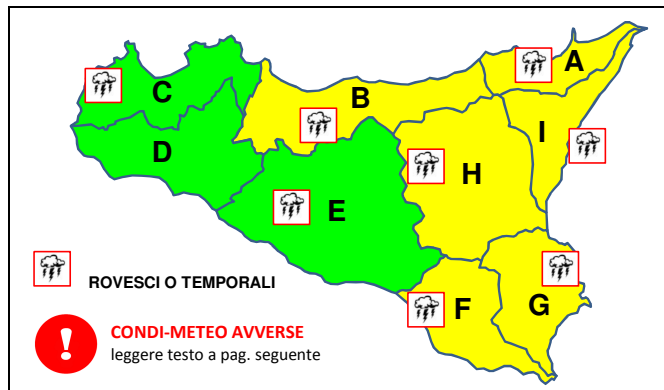 A
B
C
I
D
H
E
ROVESCI O TEMPORALI
F
G
!
CONDI-METEO AVVERSE
leggere testo a pag. seguente